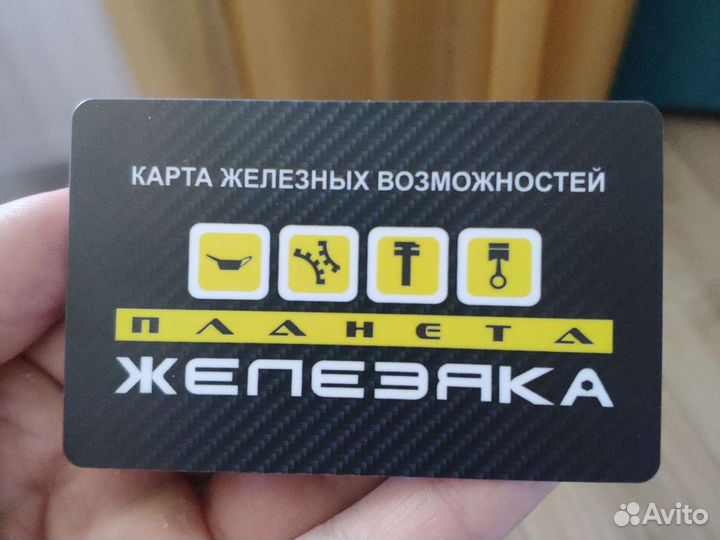 КАРТА ЖЕЛЕЗНЫХ ВОЗМОЖНОСТЕЙ
ПЛАНЕТА
ЖЕЛЕЗЯКА
Avito